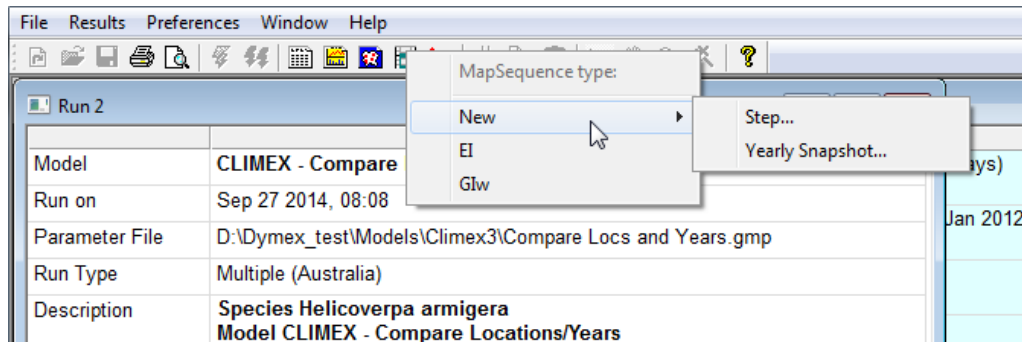 File Results Preferences Window Help
MapSequence type:
Run 2
New
Step...
EI
Yearly Snapshot...
GIw
Model CLIMEX - Compare
Run on Sep 27 2014, 08:08
Jan 2012
Parameter File D:\Dymex_test\Models\Climex3\Compare Locs and Years.gmp
Run Type Multiple (Australia)
Description Species Helicoverpa armigera
Model CLIMEX - Compare Locations/Years